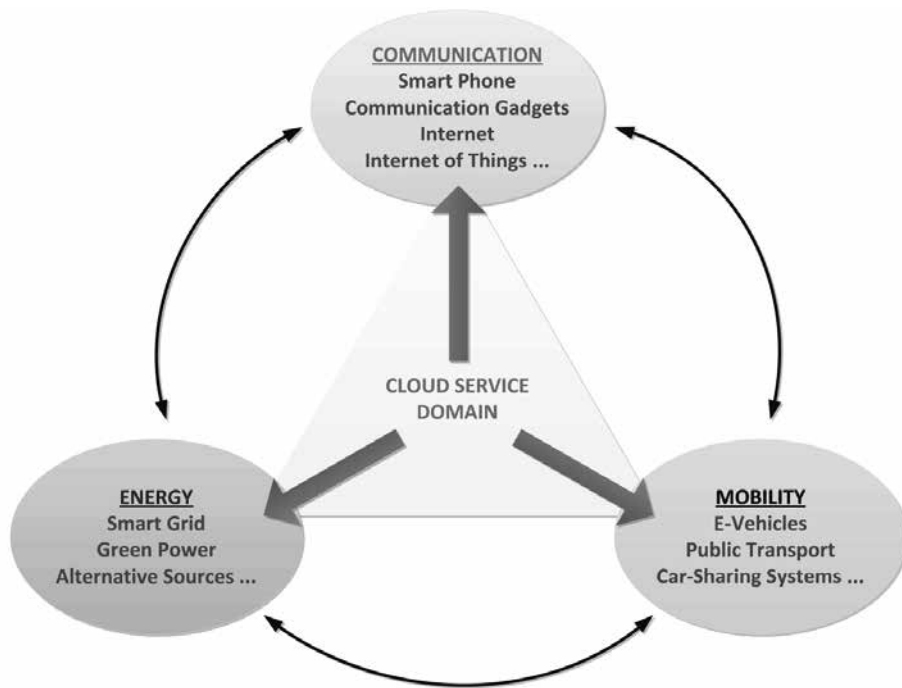 COMMUNICATION
Smart Phone
Communication Gadgets
Internet
Internet of Things ...
CLOUD SERVICE
DOMAIN
ENERGY
Smart Grid
Green Power
Alternative Sources ...
MOBILITY
E-Vehicles
Public Transport
Car-Sharing Systems ...